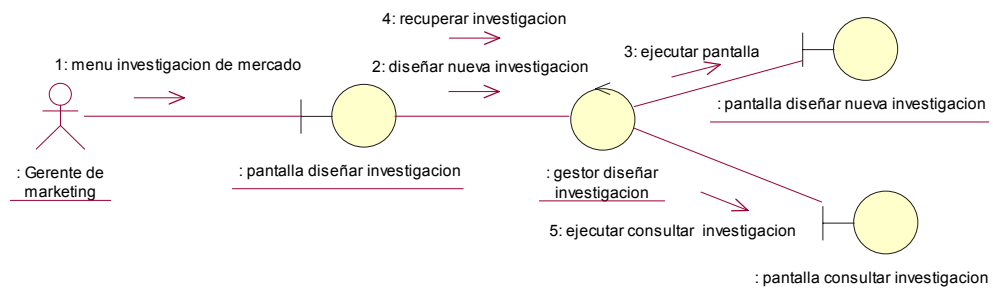 4: recuperar investigacion
1: menu investigacion de mercado
2: diseñar nueva investigacion
3: ejecutar pantalla
: pantalla diseñar nueva investigacion
: Gerente de
marketing
: pantalla diseñar investigacion
: gestor diseñar
investigacion
5: ejecutar consultar  investigacion
: pantalla consultar investigacion